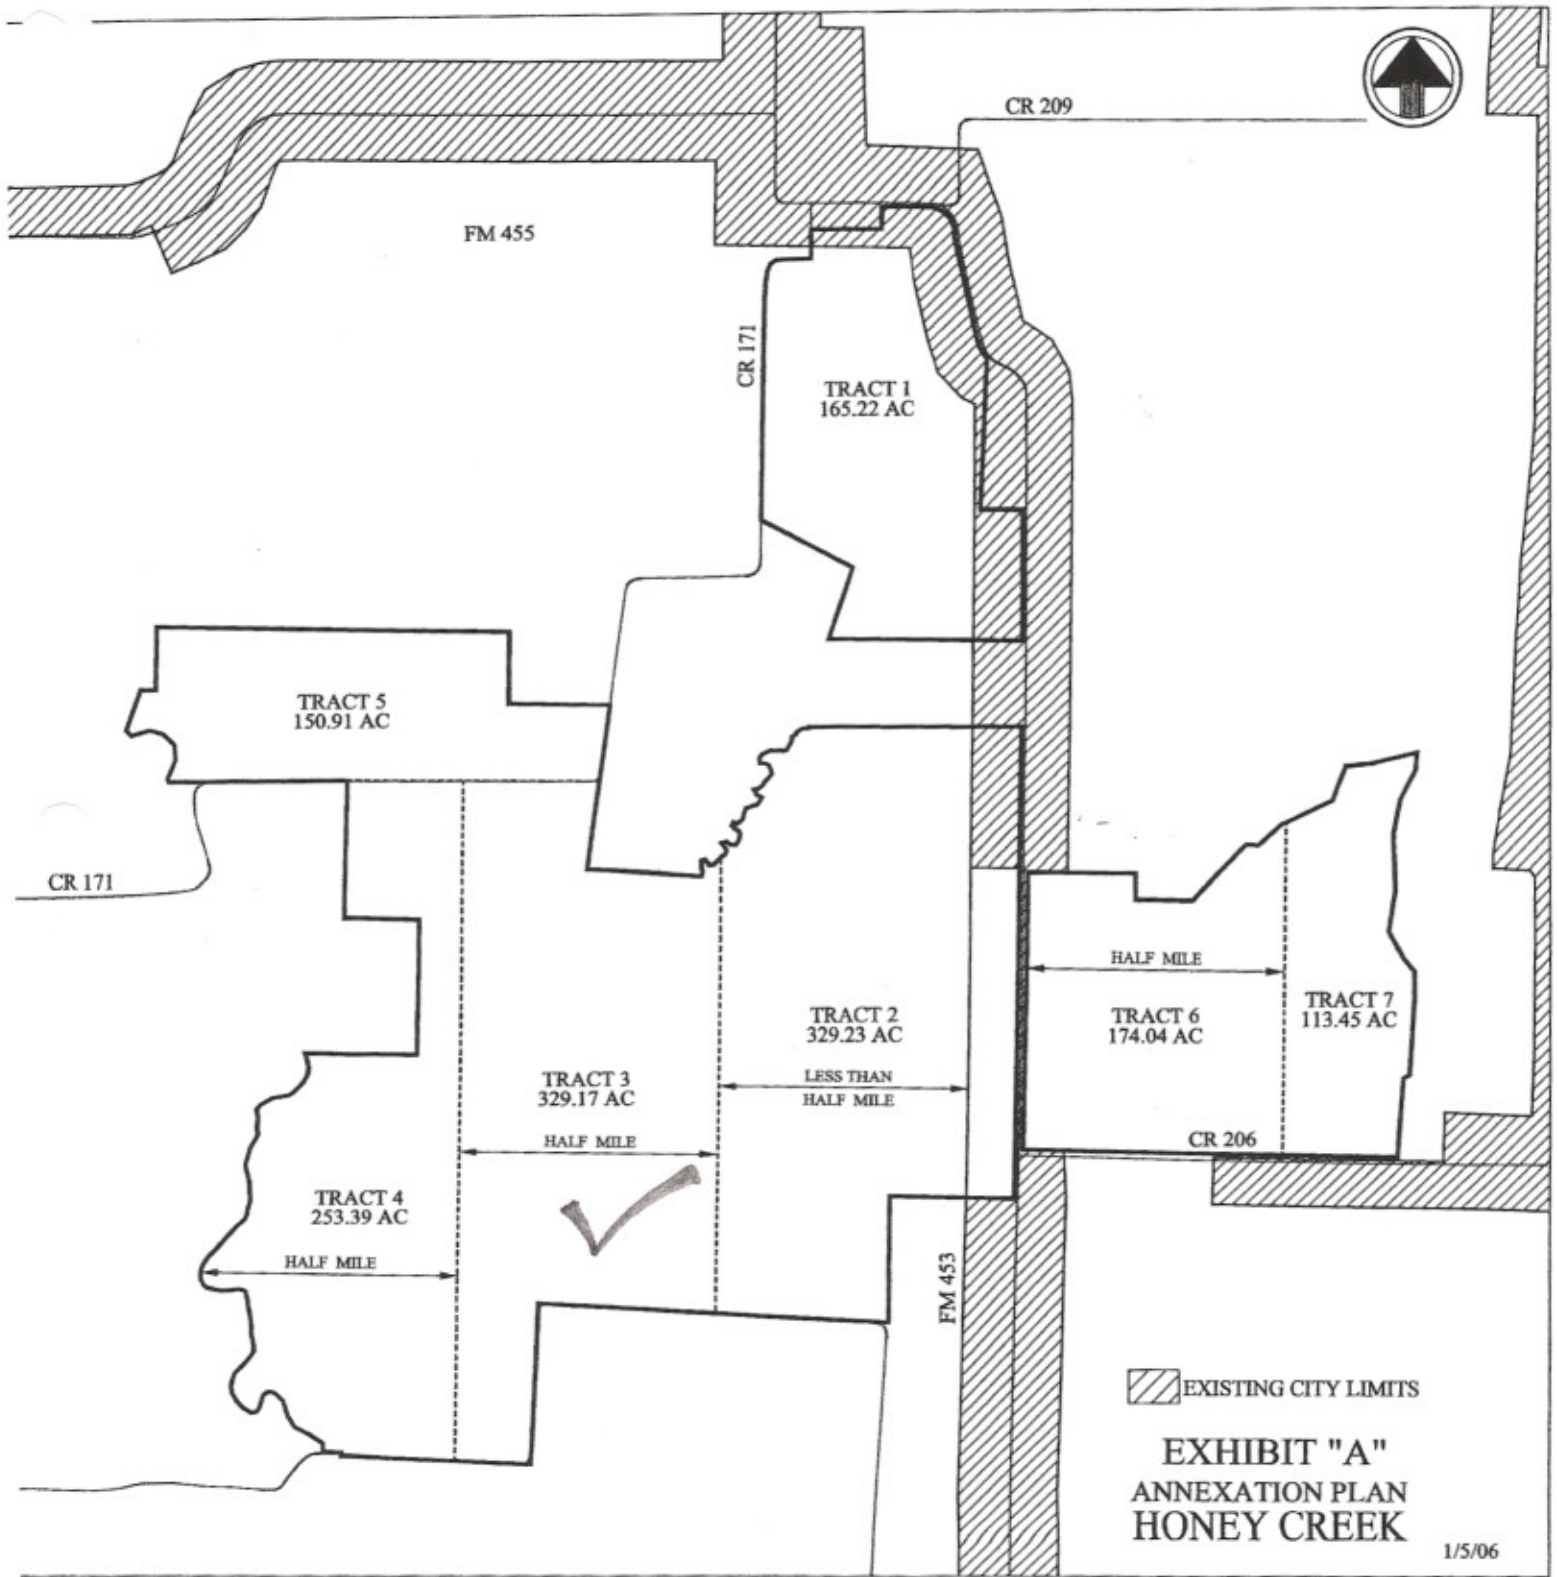 CR 209
FM 455
CR 171
TRACT 1
165.22 AC
TRACT 5
150.91 AC
CR 171
HALF MILE
TRACT 7
113.45 AC
TRACT 6
174.04 AC
TRACT 2
329.23 AC
LESS THAN
HALF MILE
TRACT 3
329.17 AC
HALF MILE
CR 206
TRACT 4
253.39 AC
HALF MILE
FM 453
EXISTING CITY LIMITS
EXHIBIT "A"
ANNEXATION PLAN
HONEY CREEK
1/5/06